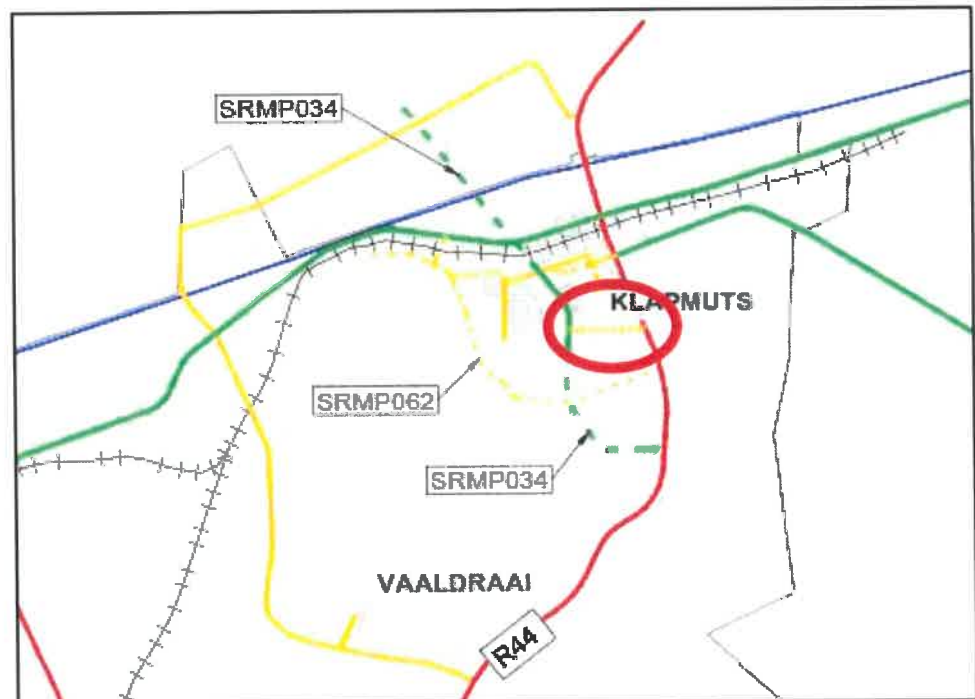 SRMP034
KLAPMUTS
SRMP062
SRMP034
VAALDRAAI
R44